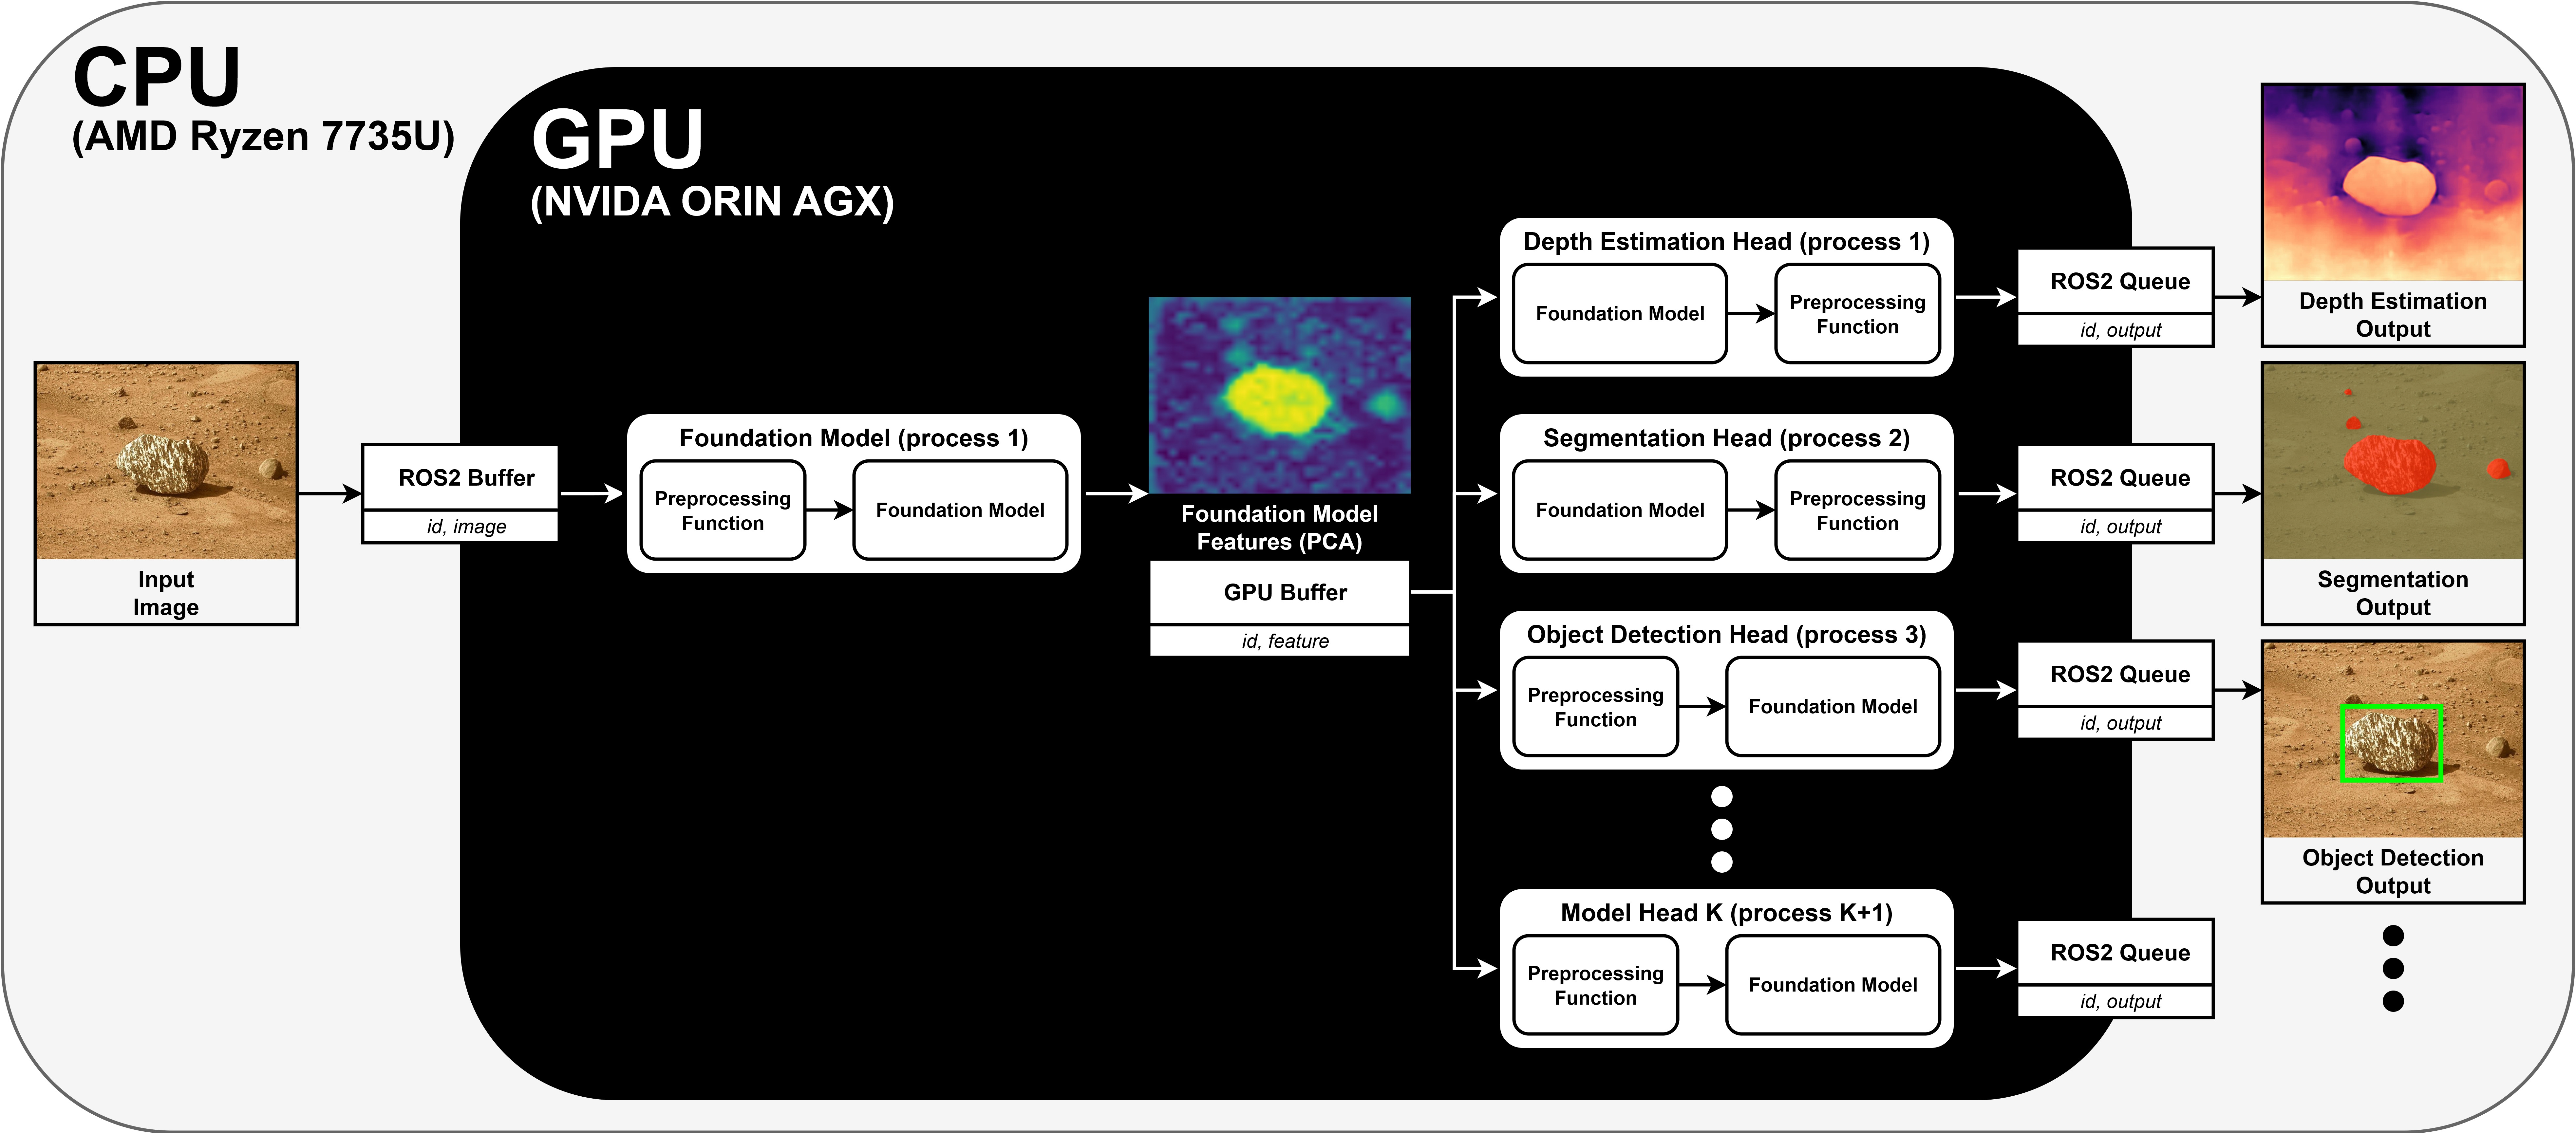 CPU
(AMD Ryzen 7735U)
GPU
(NVIDA ORIN AGX)
Input
Image
ROS2 Buffer
id, image
Foundation Model (process 1)
Preprocessing
Function
Foundation Model
Foundation Model
Features (PCA)
GPU Buffer
id, feature
Depth Estimation Head (process 1)
Foundation Model
Preprocessing
Function
ROS2 Queue
id, output
Depth Estimation
Output
Segmentation Head (process 2)
Foundation Model
Preprocessing
Function
ROS2 Queue
id, output
Segmentation
Output
Object Detection Head (process 3)
Preprocessing
Function
Foundation Model
ROS2 Queue
id, output
Object Detection
Output
Model Head K (process K+1)
Preprocessing
Function
Foundation Model
ROS2 Queue
id, output